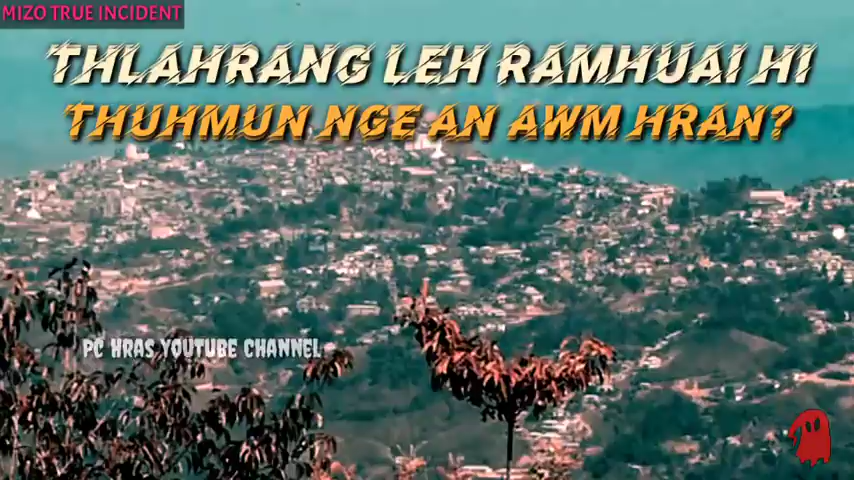 MIZO TRUE INCIDENT
THLAHRANG LEH RAMHUAI HI
THUHMUN NGE AN AWM HRAN?
PC HRAS YOUTUBE CHANNEL